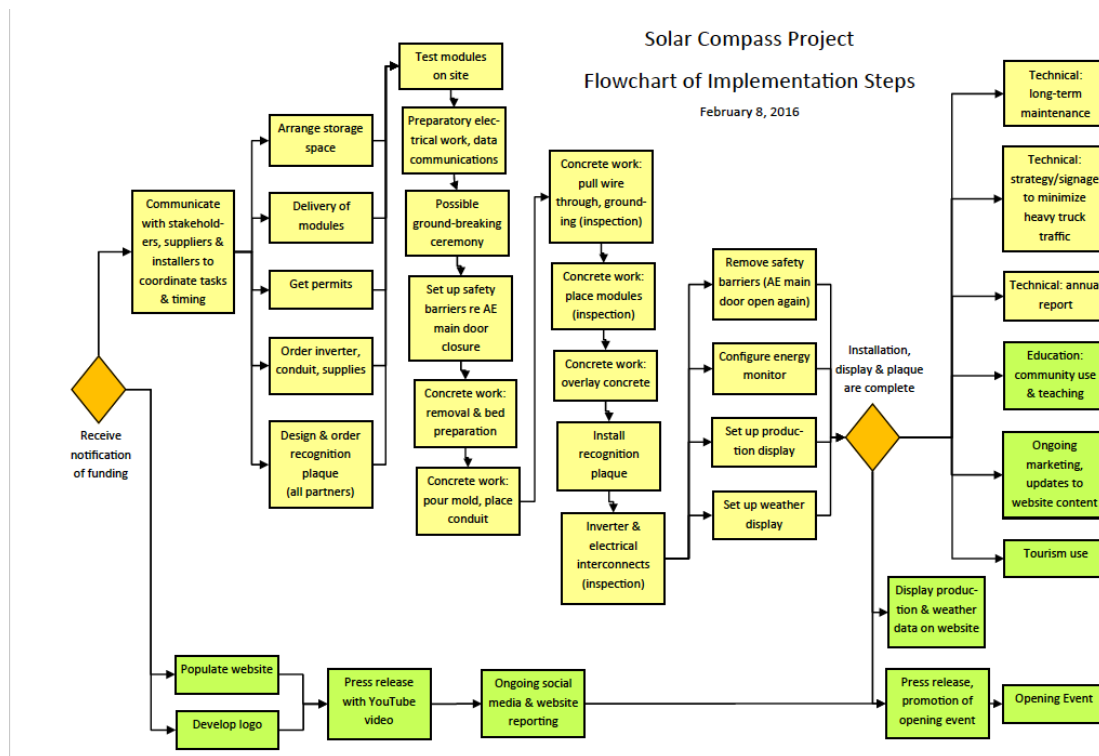 Solar Compass Project
Flowchart of Implementation Steps
February 8, 2016
Receive
notification
of funding
Communicate
with stakehold-
ers, suppliers &
installers to
coordinate tasks
& timing
Arrange storage
space
Delivery of
modules
Get permits
Order inverter,
conduit, supplies
Design & order
recognition
plaque
(all partners)
Test modules
on site
Preparatory elec-
trical work, data
communications
Possible
ground-breaking
ceremony
Set up safety
barriers re AE
main door
closure
Concrete work:
removal & bed
preparation
Concrete work:
pour mold, place
conduit
Concrete work:
pull wire
through, ground-
ing (inspection)
Concrete work:
place modules
(inspection)
Concrete work:
overlay concrete
Install
recognition
plaque
Inverter &
electrical
interconnects
(inspection)
Remove safety
barriers (AE main
door open again)
Configure energy
monitor
Set up produc-
tion display
Set up weather
display
Installation,
display & plaque
are complete
Technical:
long-term
maintenance
Technical:
strategy/signage
to minimize
heavy truck
traffic
Technical: annual
report
Education:
community use
& teaching
Ongoing
marketing,
updates to
website content
Tourism use
Display produc-
tion & weather
data on website
Populate website
Develop logo
Press release
with YouTube
video
Ongoing social
media & website
reporting
Press release,
promotion of
opening event
Opening Event